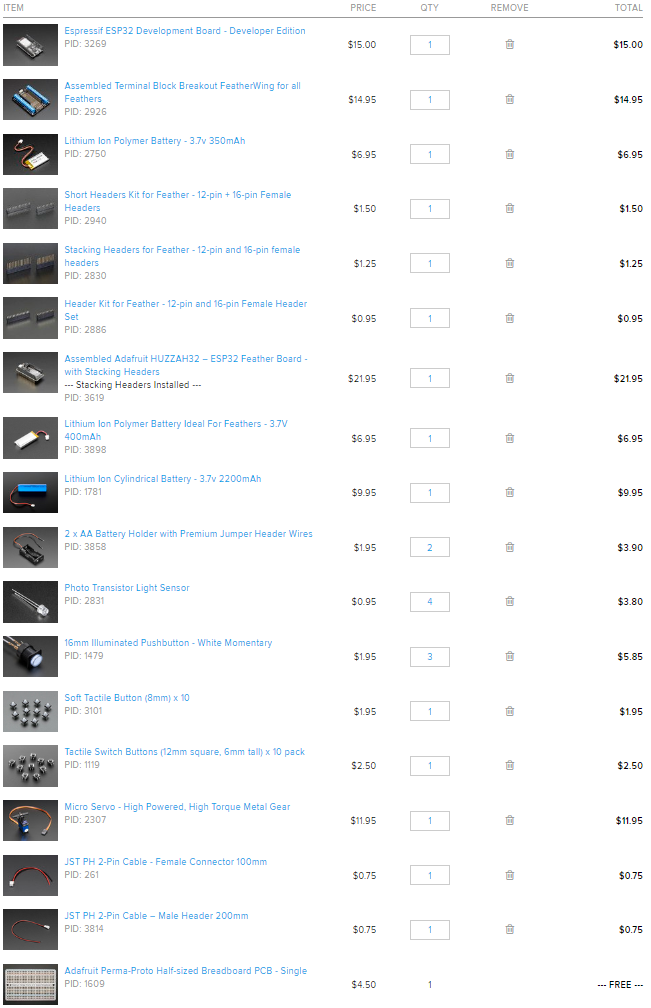 ITEM PRICE QTY REMOVE TOTAL
Espressif ESP32 Development Board - Developer Edition
PID: 3269
$15.00 1 $15.00
Assembled Terminal Block Breakout FeatherWing for all
Feathers
PID: 2926
$14.95 1 $14.95
Lithium Ion Polymer Battery - 3.7v 350mAh
PID: 2750
$6.95 1 $6.95
Short Headers Kit for Feather - 12-pin + 16-pin Female
Headers
PID: 2940
$1.50 1 $1.50
Stacking Headers for Feather - 12-pin and 16-pin female
headers
PID: 2830
$1.25 1 $1.25
Header Kit for Feather - 12-pin and 16-pin Female Header
Set
PID: 2886
$0.95 1 $0.95
Assembled Adafruit HUZZAH32 – ESP32 Feather Board -
with Stacking Headers
--- Stacking Headers Installed ---
PID: 3619
$21.95 1 $21.95
Lithium Ion Polymer Battery Ideal For Feathers - 3.7V
400mAh
PID: 3898
$6.95 1 $6.95
Lithium Ion Cylindrical Battery - 3.7v 2200mAh
PID: 1781
$9.95 1 $9.95
2 x AA Battery Holder with Premium Jumper Header Wires
PID: 3858
$1.95 2 $3.90
Photo Transistor Light Sensor
PID: 2831
$0.95 4 $3.80
16mm Illuminated Pushbutton - White Momentary
PID: 1479
$1.95 3 $5.85
Soft Tactile Button (8mm) x 10
PID: 3101
$1.95 1 $1.95
Tactile Switch Buttons (12mm square, 6mm tall) x 10 pack
PID: 1119
$2.50 1 $2.50
Micro Servo - High Powered, High Torque Metal Gear
PID: 2307
$11.95 1 $11.95
JST PH 2-Pin Cable - Female Connector 100mm
PID: 261
$0.75 1 $0.75
JST PH 2-Pin Cable – Male Header 200mm
PID: 3814
$0.75 1 $0.75
Adafruit Perma-Proto Half-sized Breadboard PCB - Single
PID: 1609
$4.50 1 --- FREE ---